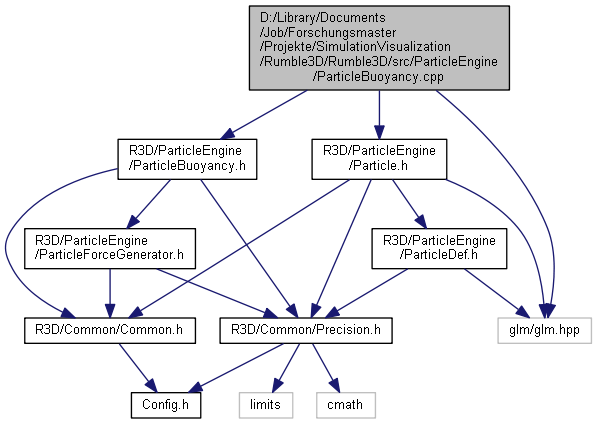 D:/Library/Documents
/Job/Forschungsmaster
/Projekte/SimulationVisualization
/Rumble3D/Rumble3D/src/ParticleEngine
/ParticleBuoyancy.cpp
R3D/ParticleEngine
/ParticleBuoyancy.h
R3D/ParticleEngine
/Particle.h
R3D/ParticleEngine
/ParticleForceGenerator.h
R3D/ParticleEngine
/ParticleDef.h
R3D/Common/Common.h
R3D/Common/Precision.h
glm/glm.hpp
Config.h
limits
cmath